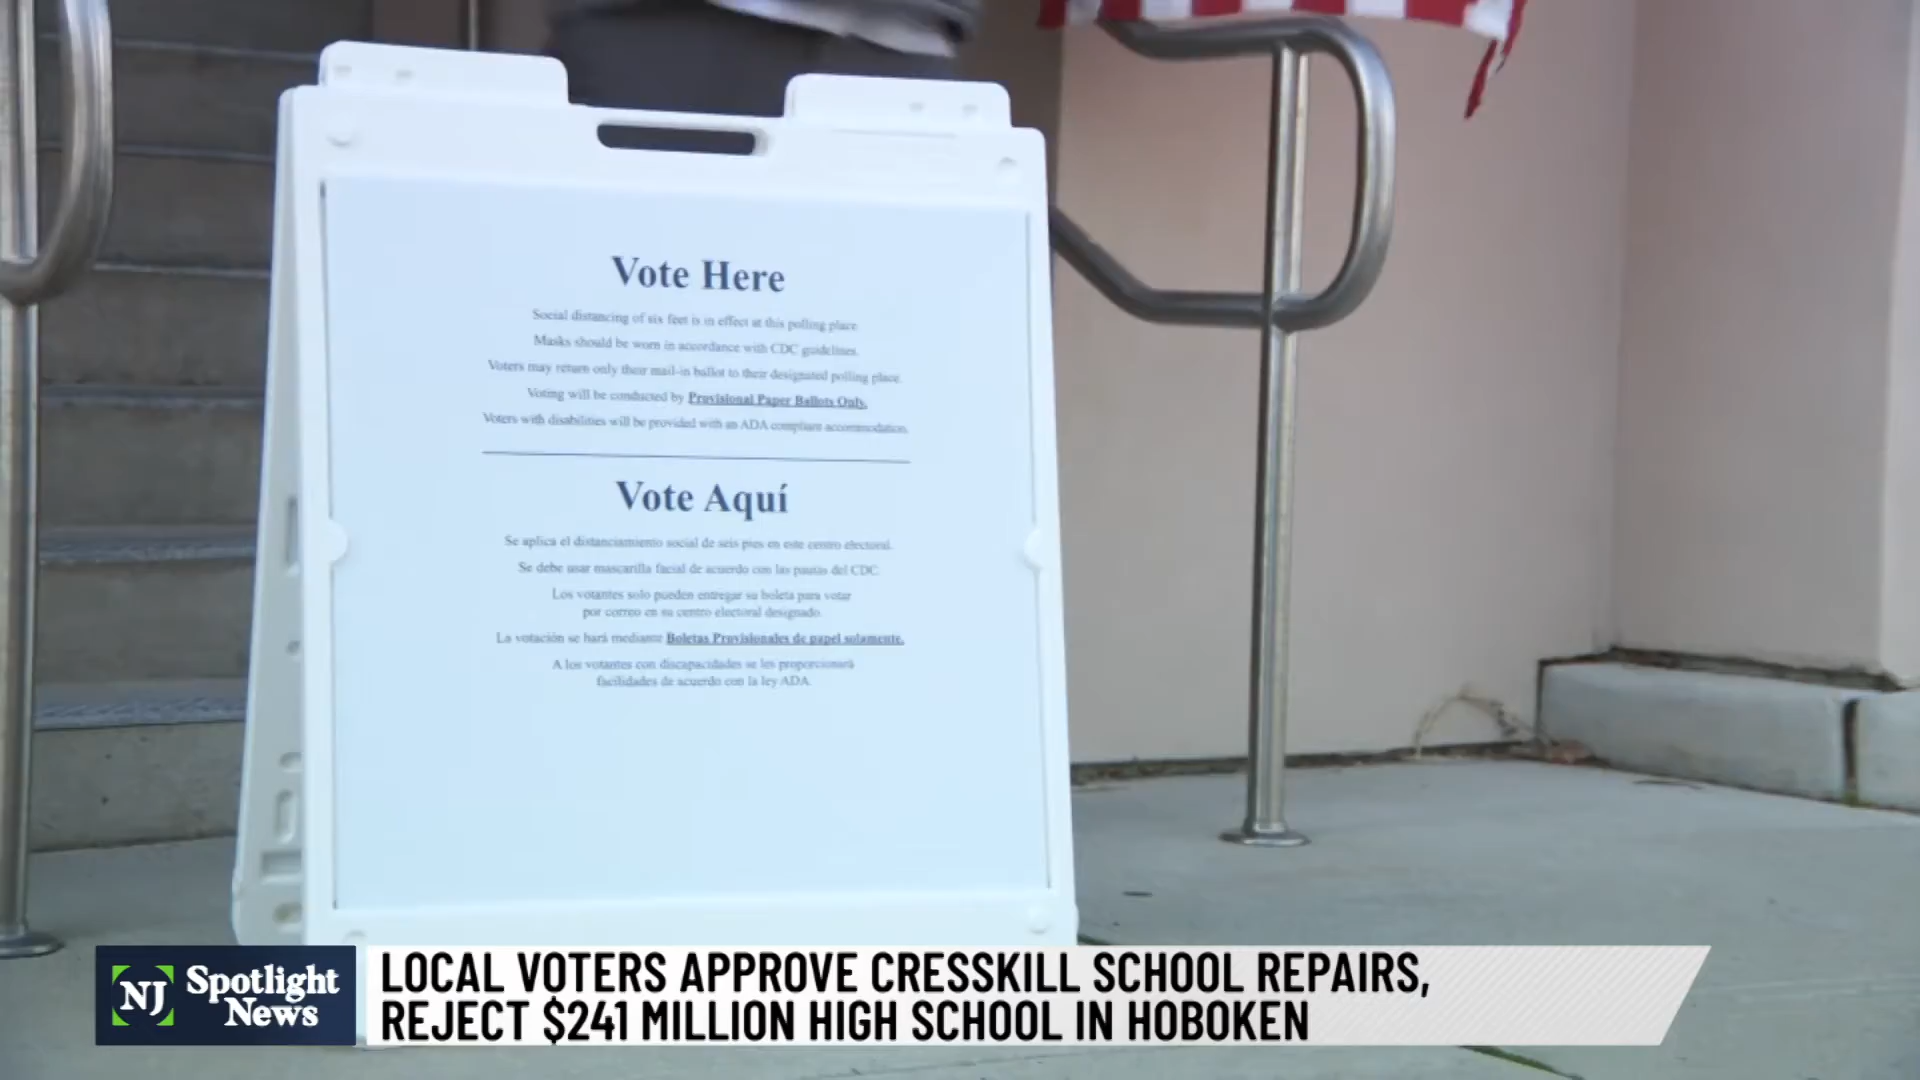 Vote Here
Social distancing of six feet is in effect at this polling place
Masks should be worn in accordance with CDC guidelines.
Voters may return only their mail-in ballot to their designated polling place.
Voting will be conducted by Provisional Paper Ballots Only.
Voters with disabilities will be provided with an ADA compliant accommodation.
Vote Aquí
Se aplica el distanciamiento social de seis pies en este centro electoral.
Se debe usar mascarilla facial de acuerdo con las pautas del CDC.
Los votantes solo pueden entregar su boleta para votar
por correo en su centro electoral designado.
La votación se hará mediante Boletas Provisionales de papel solamente.
A los votantes con discapacidades se les proporcionará
facilidades de acuerdo con la ley ADA.
NJ Spotlight
News
LOCAL VOTERS APPROVE CRESSKILL SCHOOL REPAIRS,
REJECT $241 MILLION HIGH SCHOOL IN HOBOKEN